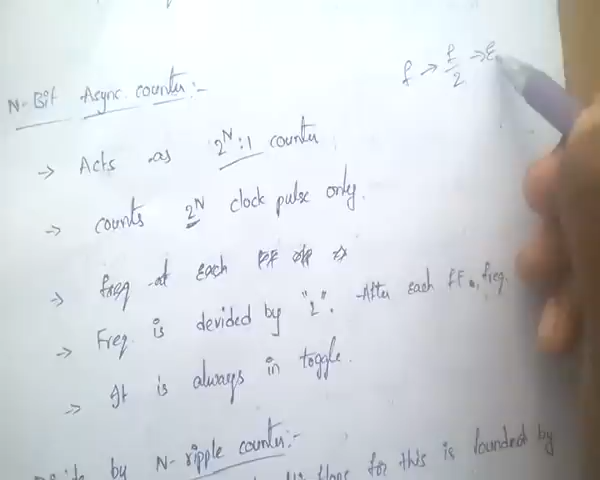 f → f/2 →
N-Bit Async counter:-
→ Acts as 2^N:1 counter
→ counts 2^N clock pulse only.
→ freq at each
→ Freq is devided by "2". After each FF, freq.
→ It is always in toggle.
by N-ripple counter:-
for this is lounded by